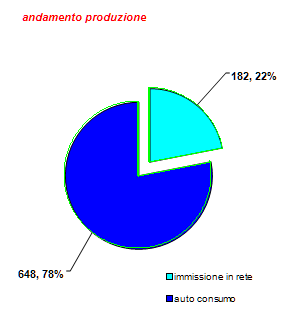 andamento produzione
182, 22%
648, 78%
immissione in rete
auto consumo